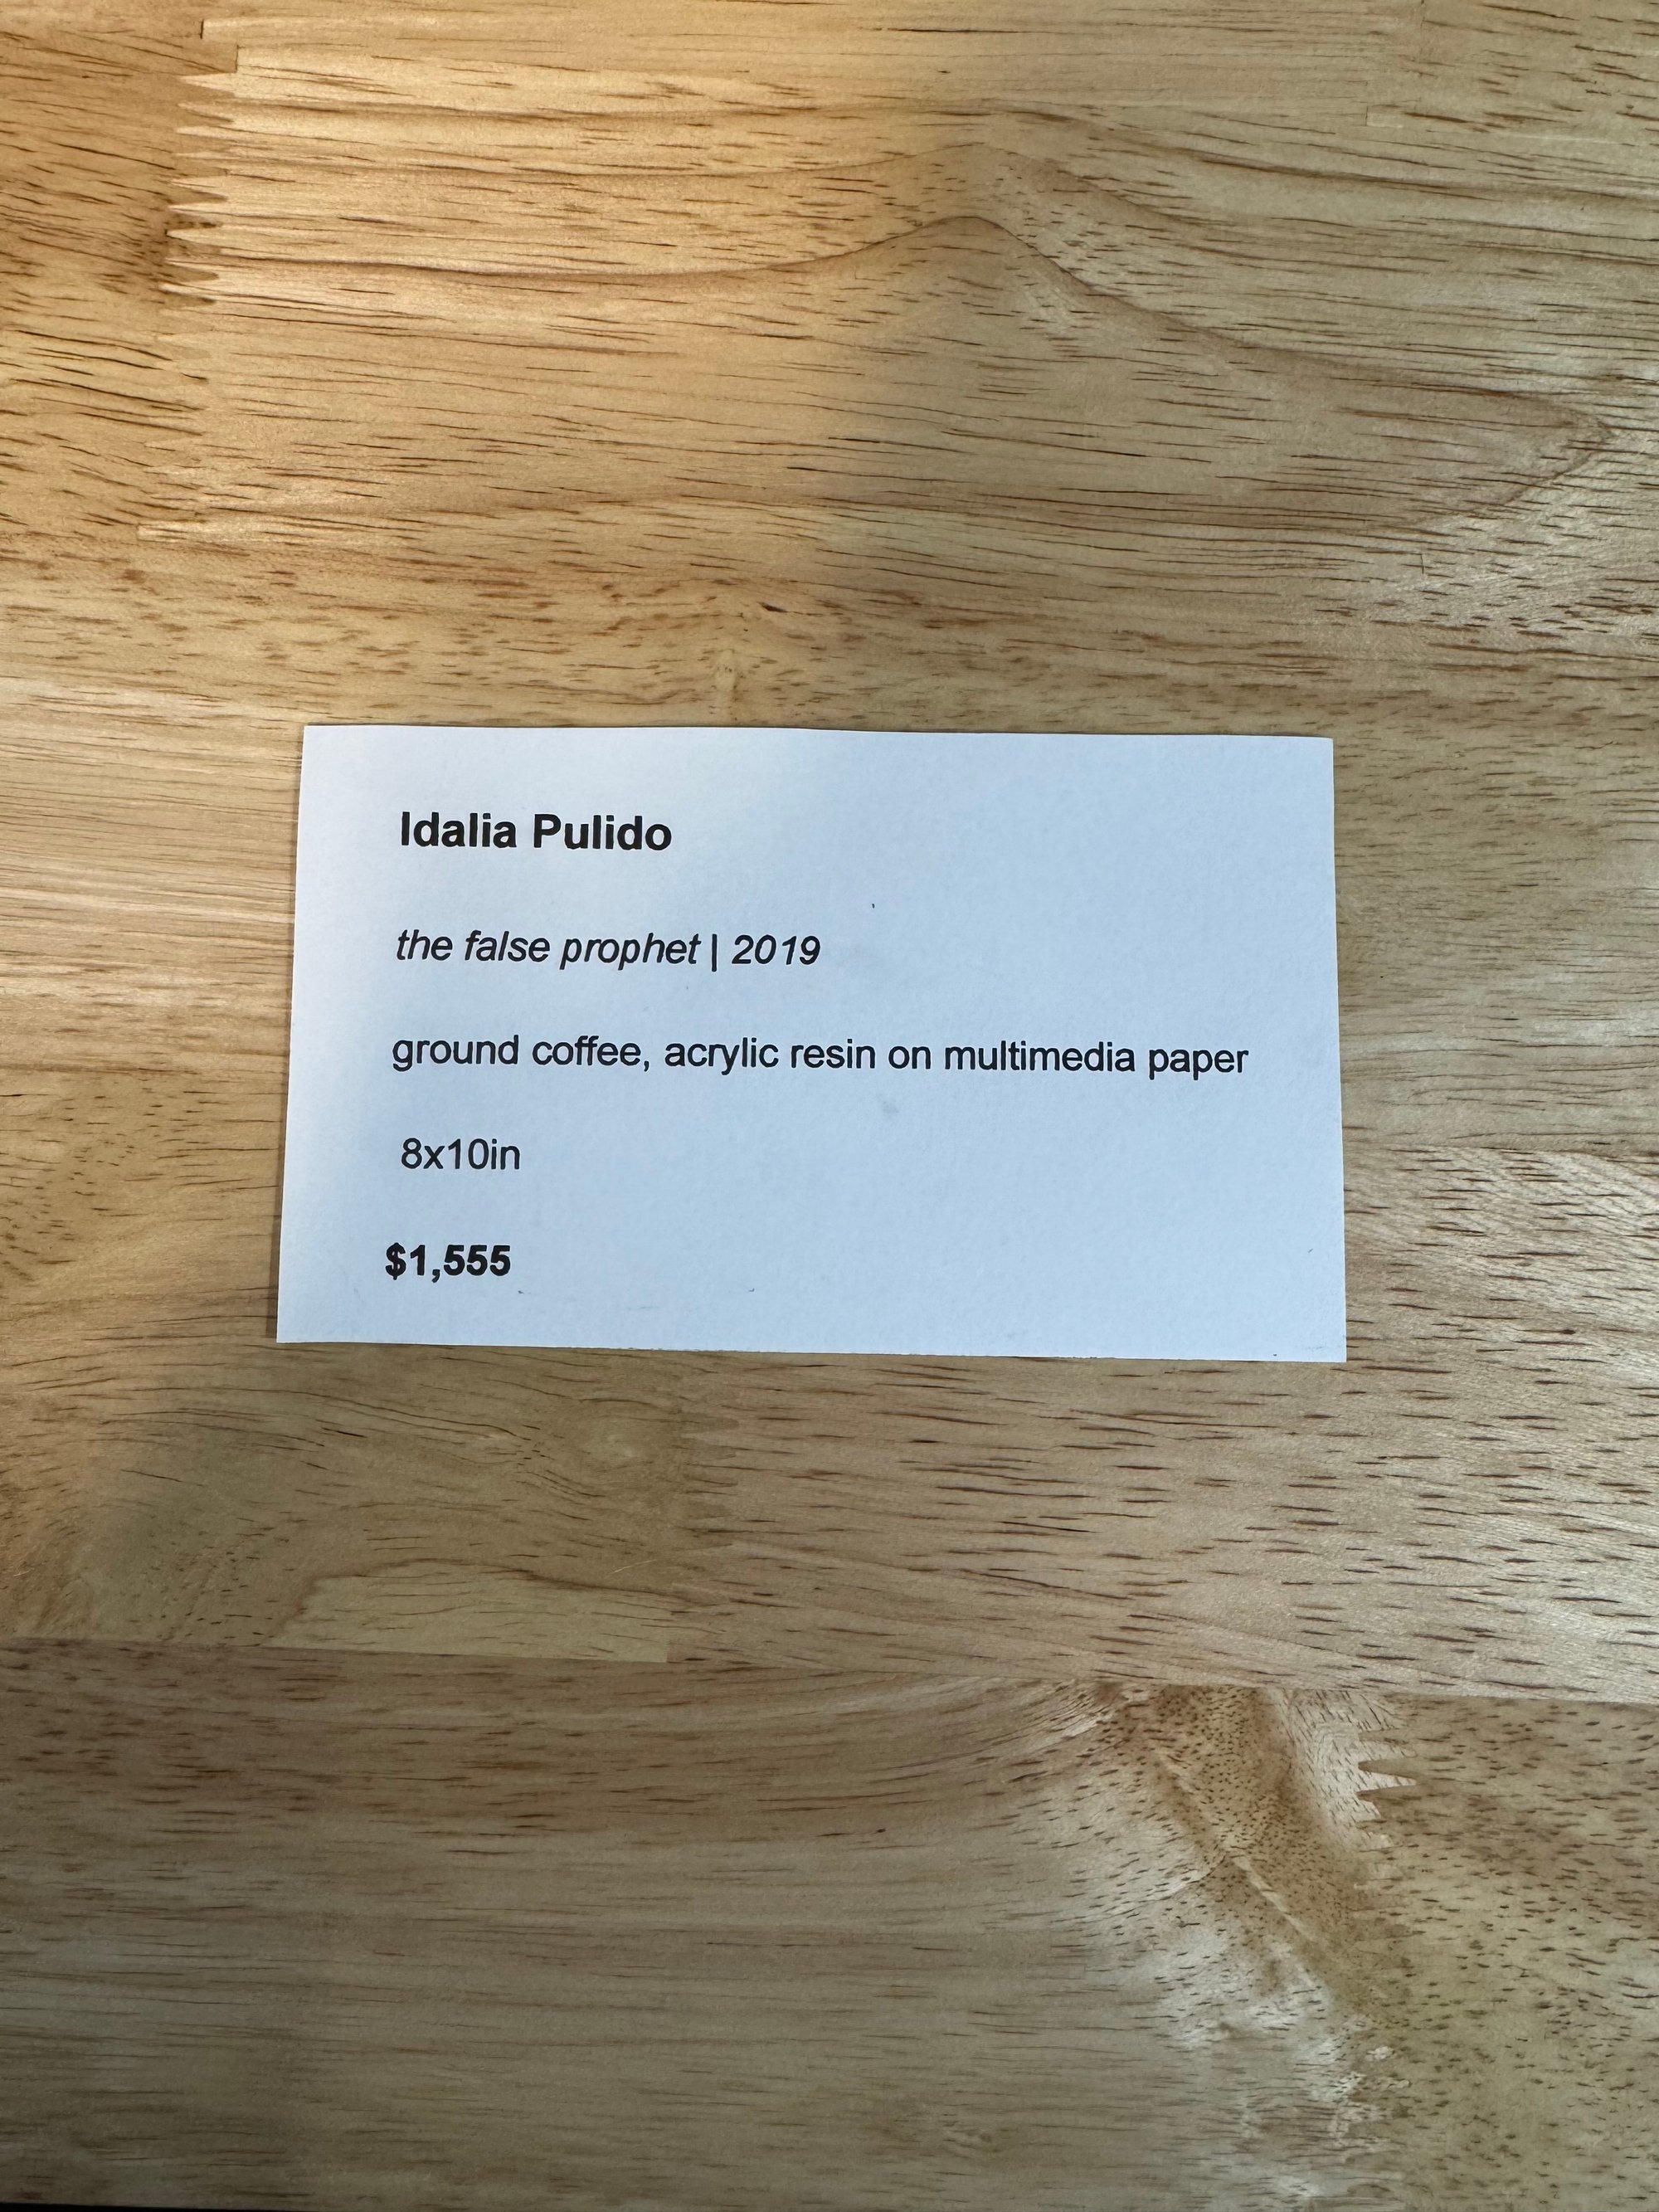 Idalia Pulido
the false prophet | 2019
ground coffee, acrylic resin on multimedia paper
8x10in
$1,555